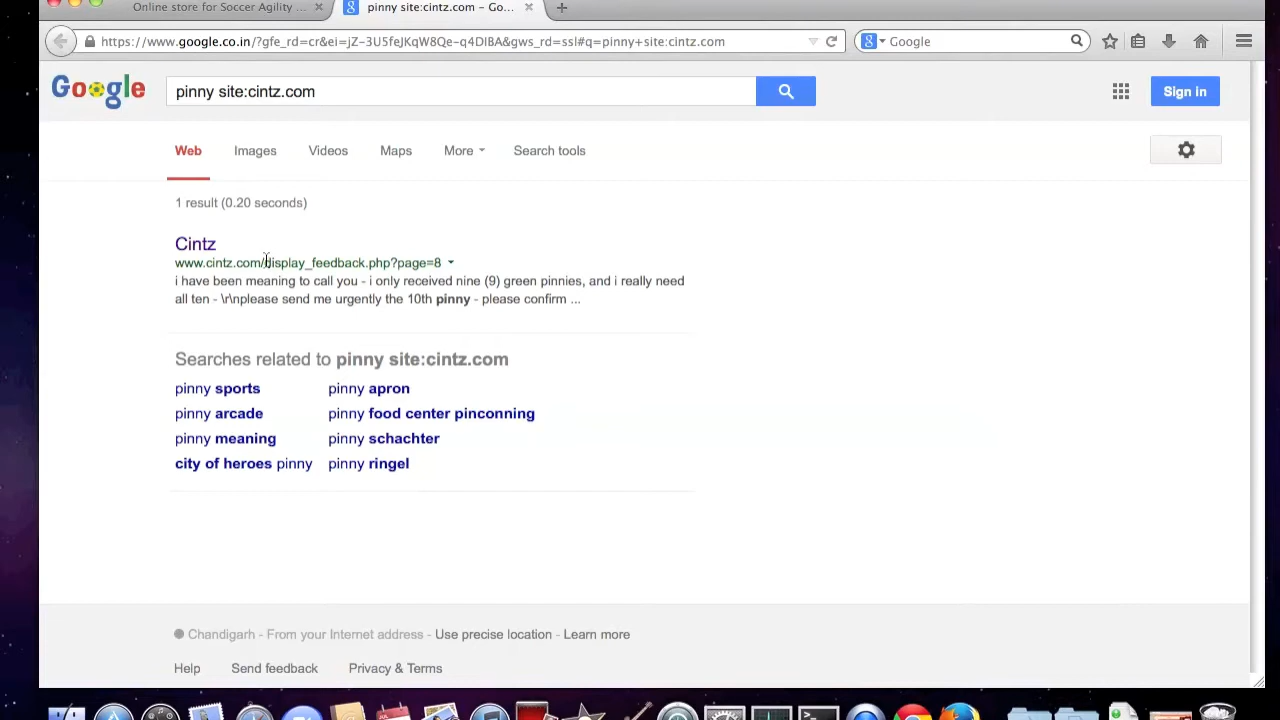 Online store for Soccer Agility ...
pinny site:cintz.com – Go...
https://www.google.co.in/?gfe_rd=cr&ei=jZ-3U5feJKqW8Qe-q4DIBA&gws_rd=ssl#q=pinny+site:cintz.com
Google
Google
pinny site:cintz.com
Sign in
Web Images Videos Maps More Search tools
1 result (0.20 seconds)
Cintz
www.cintz.com/display_feedback.php?page=8
i have been meaning to call you - i only received nine (9) green pinnies, and i really need
all ten - \r\nplease send me urgently the 10th pinny - please confirm ...
Searches related to pinny site:cintz.com
pinny sports pinny apron
pinny arcade pinny food center pinconning
pinny meaning pinny schachter
city of heroes pinny pinny ringel
Chandigarh - From your Internet address - Use precise location - Learn more
Help Send feedback Privacy & Terms